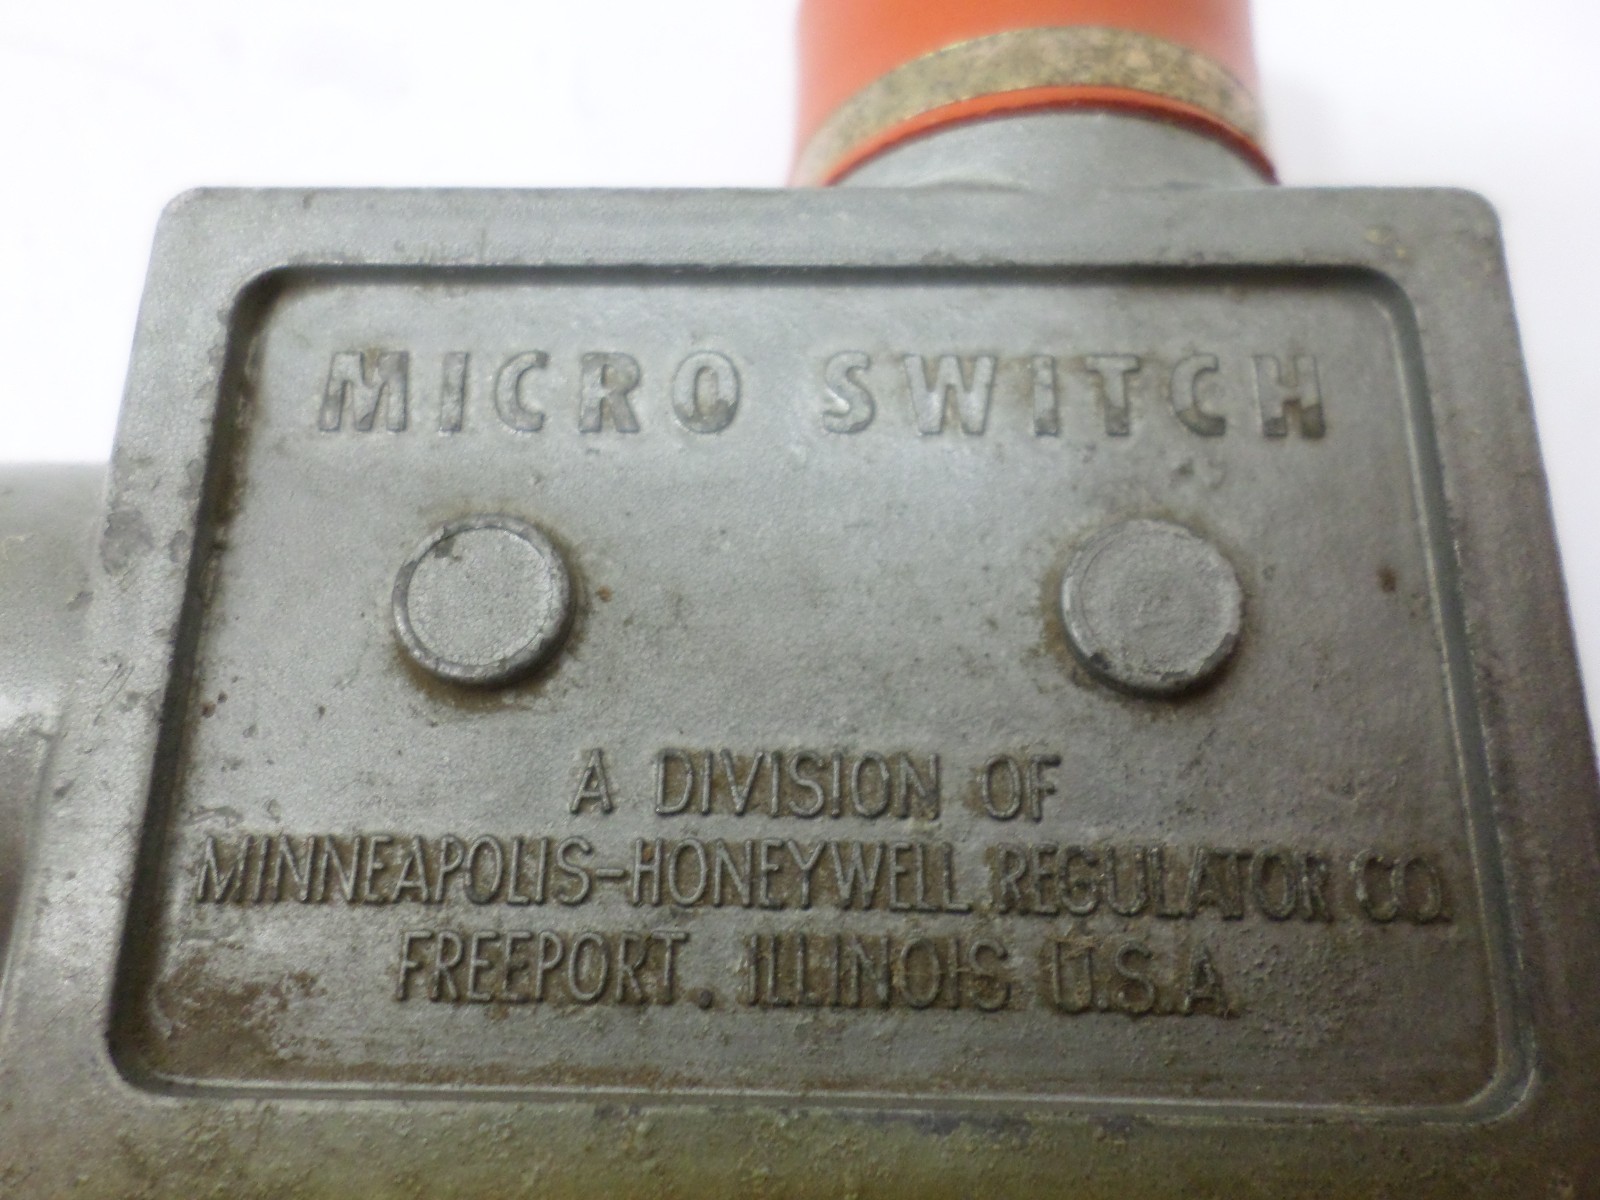 MICRO SWITCH
A DIVISION OF
MINNEAPOLIS-HONEYWELL REGULATOR CO.
FREEPORT, ILLINOIS U.S.A